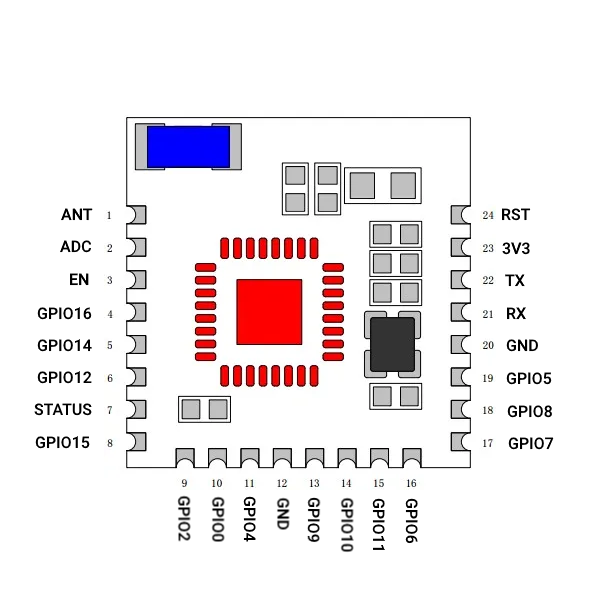 ANT 1
ADC 2
EN 3
GPIO16 4
GPIO14 5
GPIO12 6
STATUS 7
GPIO15 8
9 GPIO2
10 GPIO0
11 GPIO4
12 GND
13 GPIO9
14 GPIO10
15 GPIO11
16 GPIO6
24 RST
23 3V3
22 TX
21 RX
20 GND
19 GPIO5
18 GPIO8
17 GPIO7